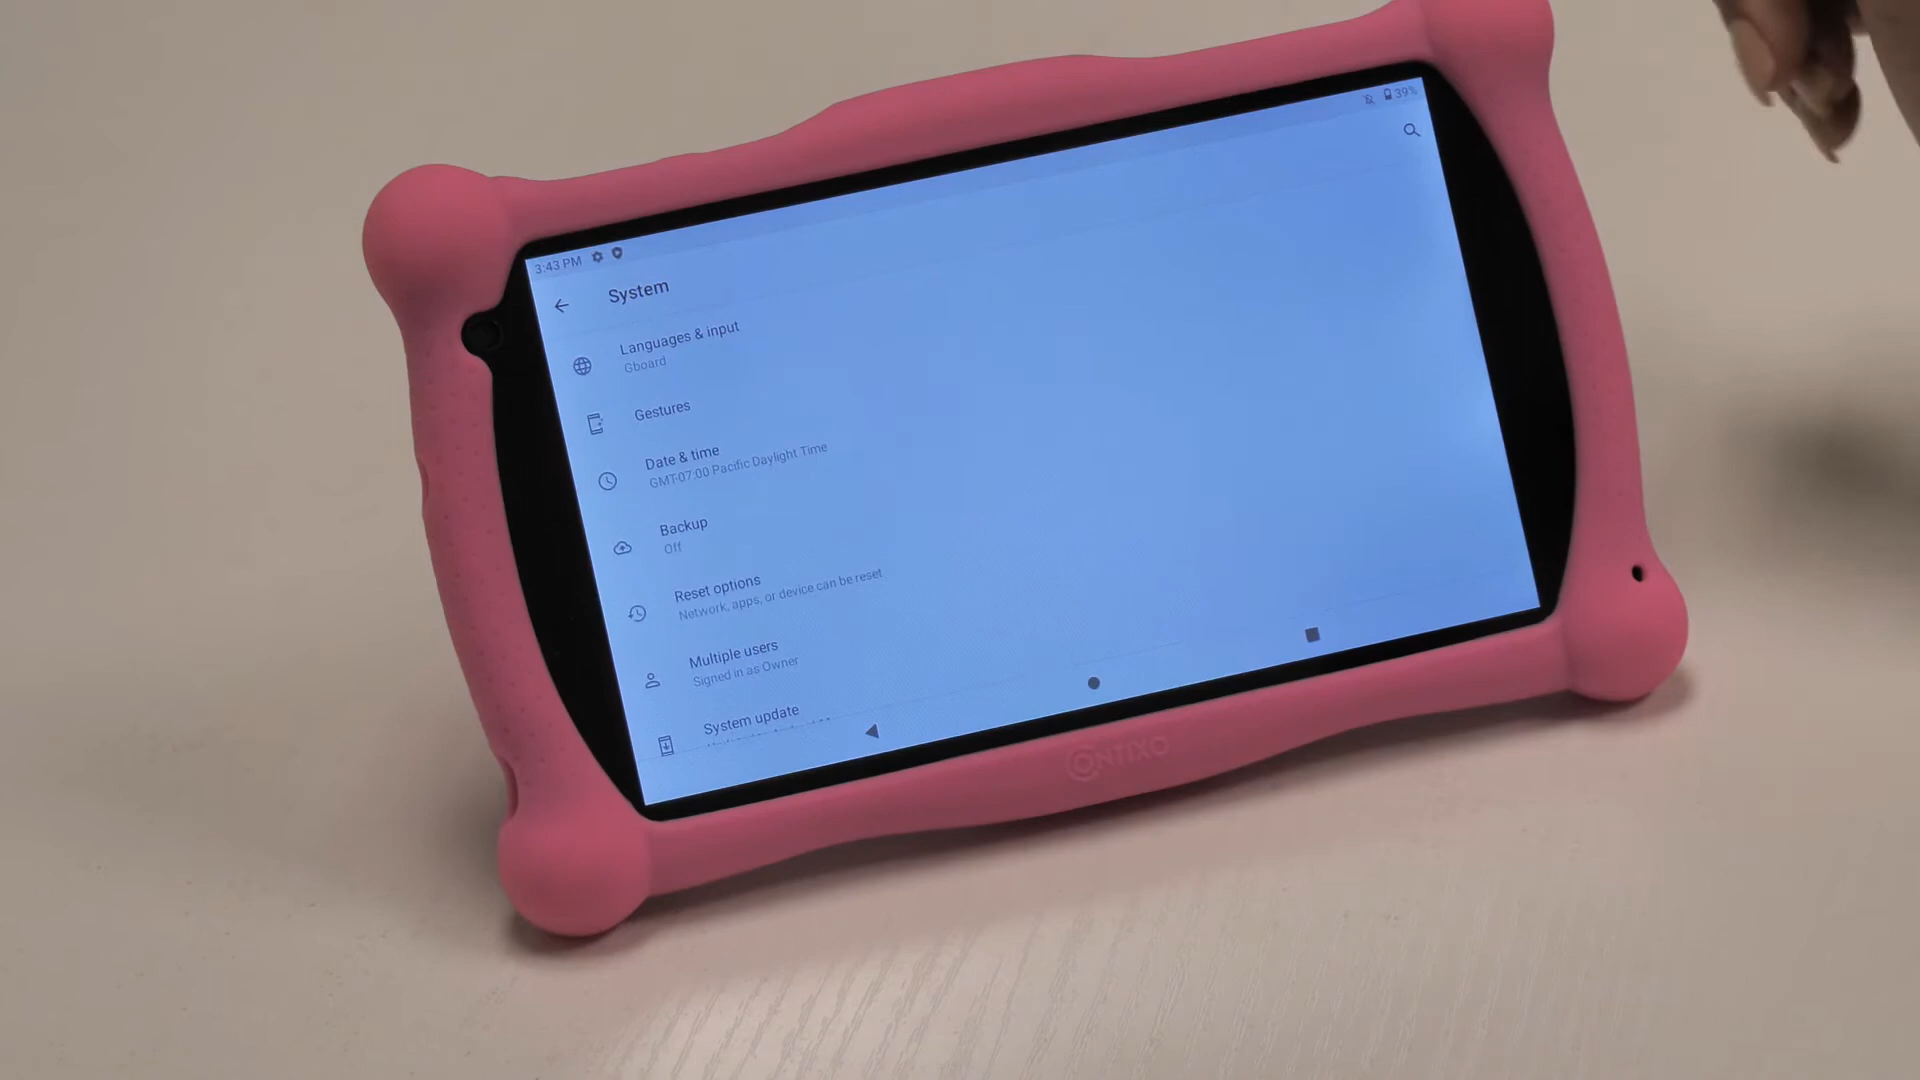 3:43 PM
39%
System
Languages & input
Gboard
Gestures
Date & time
GMT-07:00 Pacific Daylight Time
Backup
Off
Reset options
Network, apps, or device can be reset
Multiple users
Signed in as Owner
System update
CONTIXO